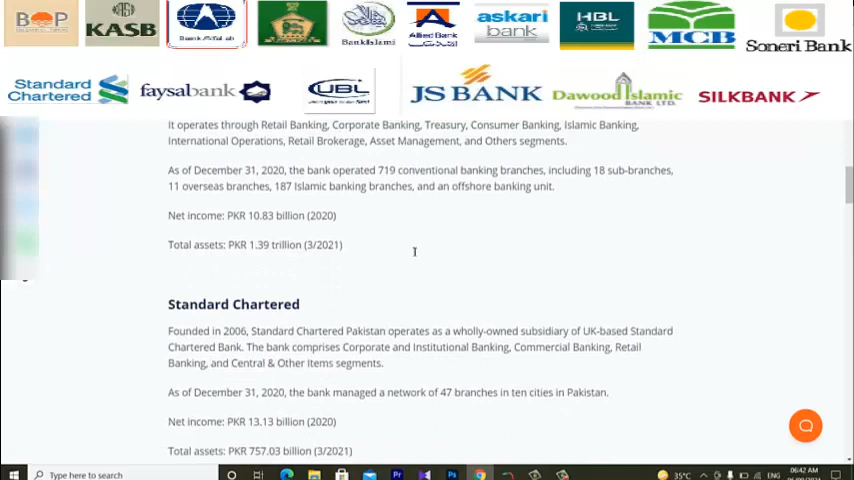 BOP
KASB
Bank Alfalah
BankIslami
Allied Bank
askari
bank
HBL
MCB
Soneri Bank
Standard
Chartered
faysalbank
UBL
JS BANK
Dawood Islamic
BANK LTD.
SILKBANK
It operates through Retail Banking, Corporate Banking, Treasury, Consumer Banking, Islamic Banking,
International Operations, Retail Brokerage, Asset Management, and Others segments.
As of December 31, 2020, the bank operated 719 conventional banking branches, including 18 sub-branches,
11 overseas branches, 187 Islamic banking branches, and an offshore banking unit.
Net income: PKR 10.83 billion (2020)
Total assets: PKR 1.39 trillion (3/2021)
Standard Chartered
Founded in 2006, Standard Chartered Pakistan operates as a wholly-owned subsidiary of UK-based Standard
Chartered Bank. The bank comprises Corporate and Institutional Banking, Commercial Banking, Retail
Banking, and Central & Other Items segments.
As of December 31, 2020, the bank managed a network of 47 branches in ten cities in Pakistan.
Net income: PKR 13.13 billion (2020)
Total assets: PKR 757.03 billion (3/2021)
Type here to search
Pr
Ps
35°C
ENG
06:42 AM